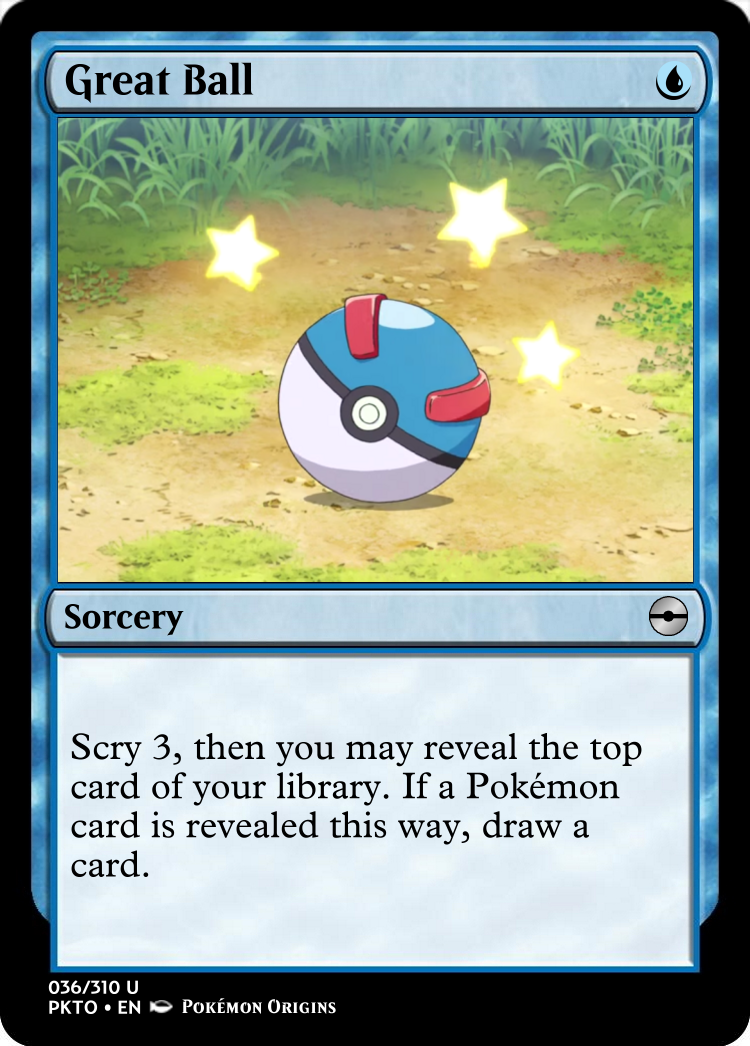 Great Ball
Sorcery
Scry 3, then you may reveal the top
card of your library. If a Pokémon
card is revealed this way, draw a
card.
036/310 U
PKTO • EN Pokémon Origins